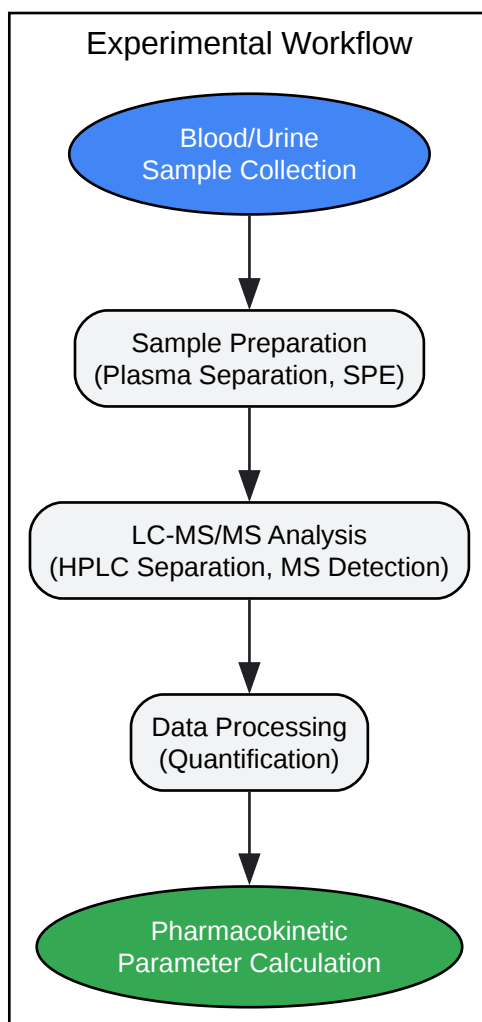 Experimental Workflow
Blood/Urine
Sample Collection
Sample Preparation
(Plasma Separation, SPE)
LC-MS/MS Analysis
(HPLC Separation, MS Detection)
Data Processing
(Quantification)
Pharmacokinetic
Parameter Calculation